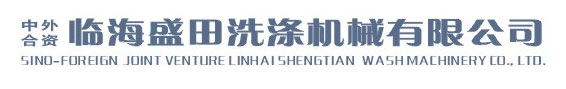 中外合资 临海盛田洗涤机械有限公司
SINO-FOREIGN JOINT VENTURE LINHAI SHENGTIAN WASH MACHINERY CO., LTD.